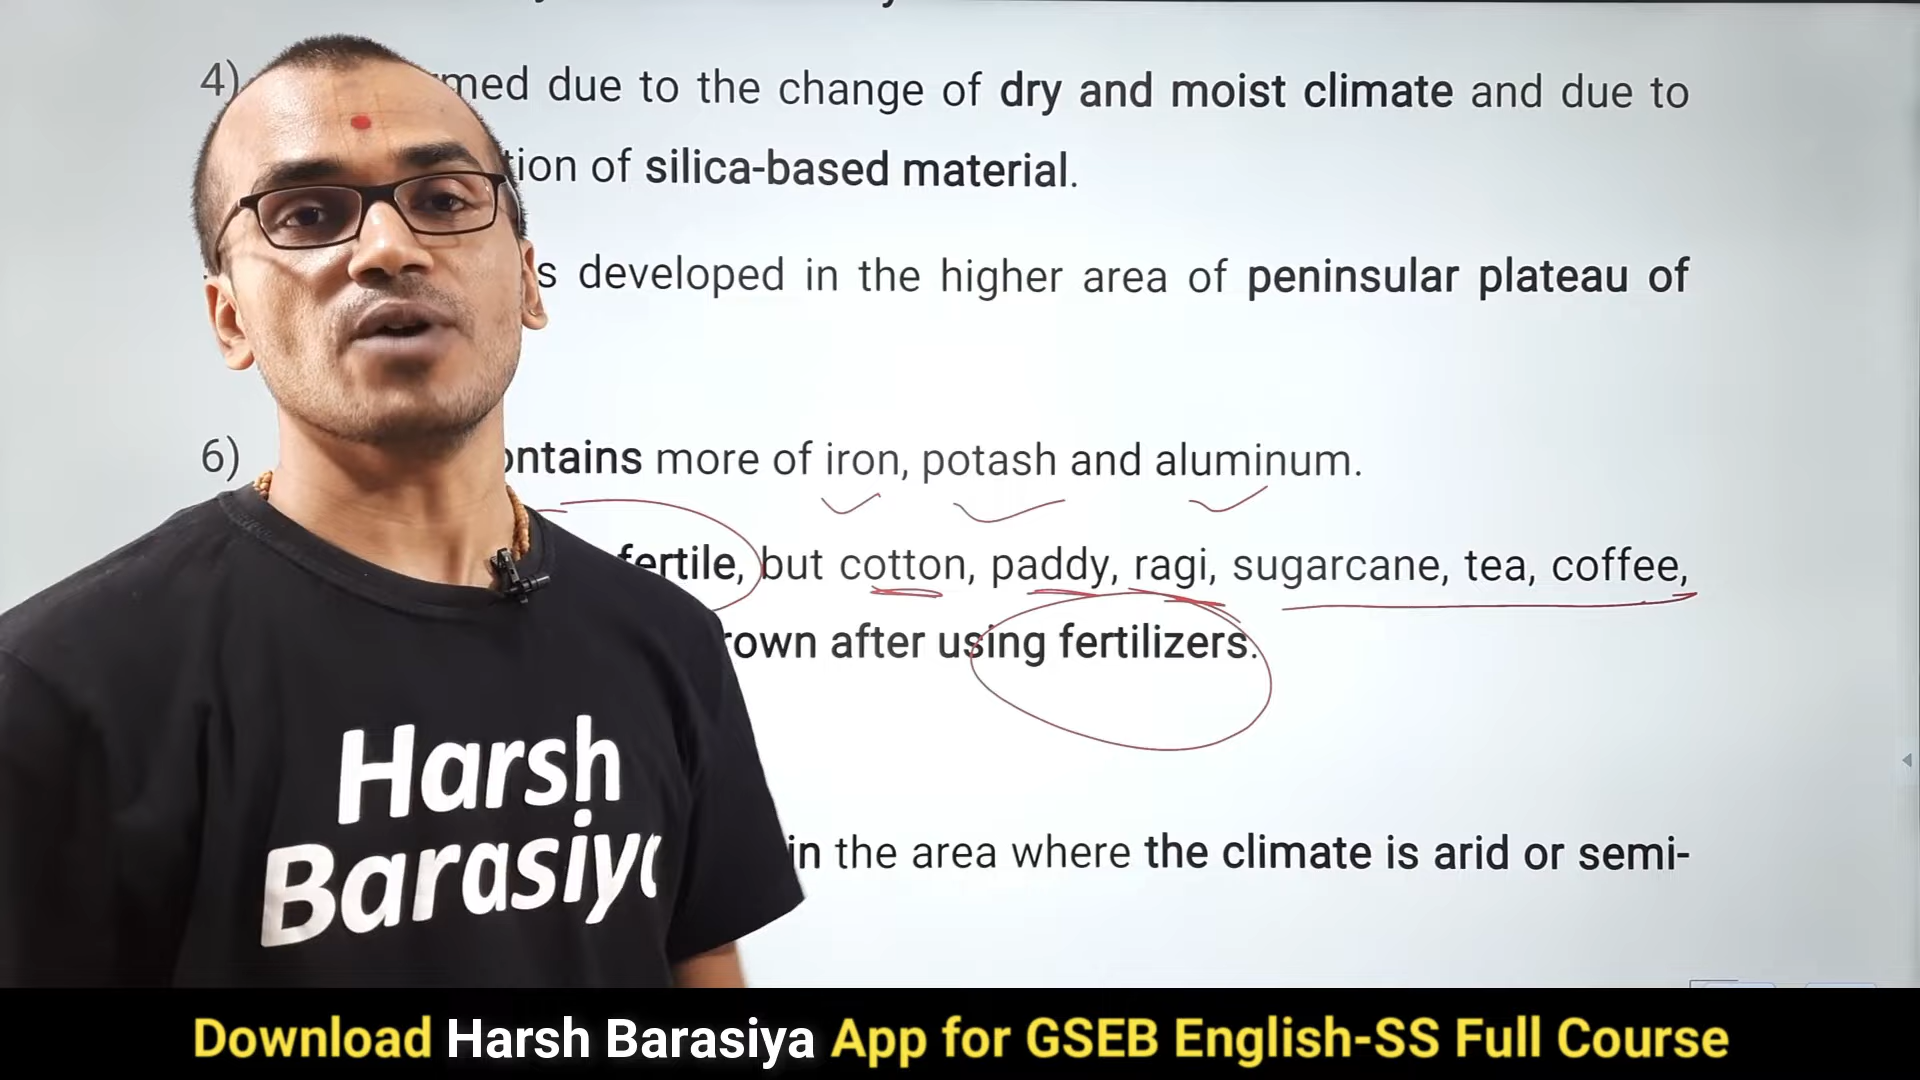 4) med due to the change of dry and moist climate and due to
tion of silica-based material.
s developed in the higher area of peninsular plateau of
6) ontains more of iron, potash and aluminum.
fertile, but cotton, paddy, ragi, sugarcane, tea, coffee,
rown after using fertilizers.
in the area where the climate is arid or semi-
Harsh
Barasiya
Download Harsh Barasiya App for GSEB English-SS Full Course